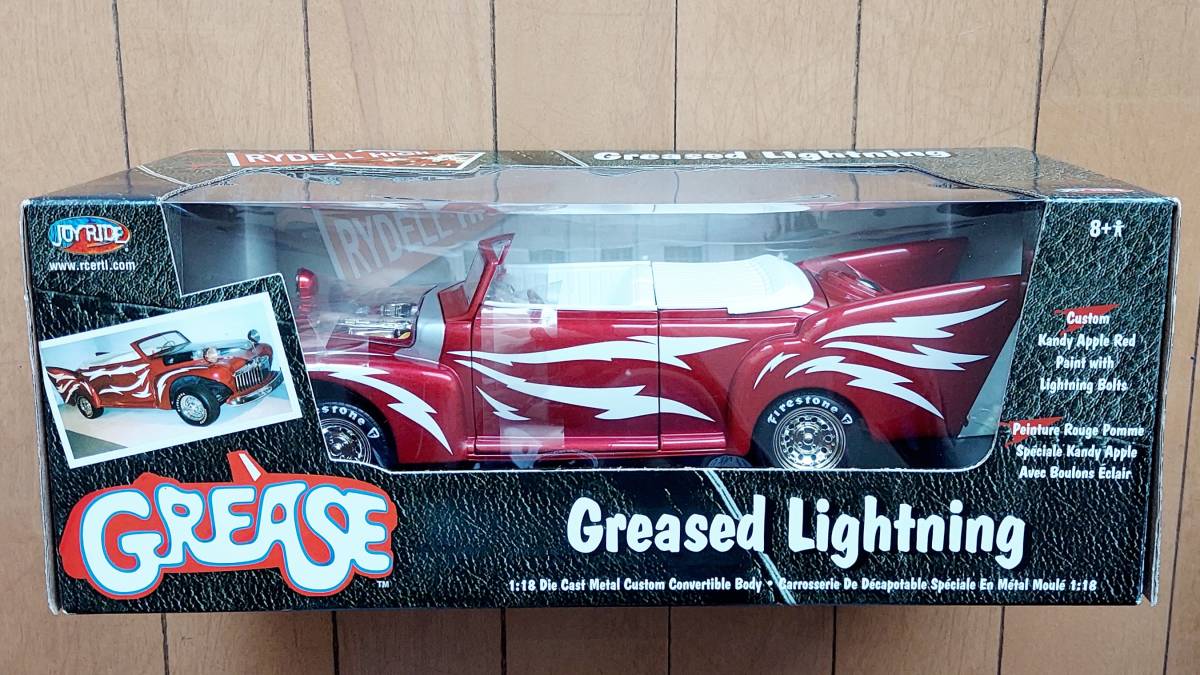 RYDELL HIGH
Greased Lightning
JOYRIDE
www.rcertl.com
RYDELL
8+
Custom
Kandy Apple Red
Paint with
Lightning Bolts
Peinture Rouge Pomme
Spéciale Kandy Apple
Avec Boulons Éclair
Firestone
Firestone
GREASE
TM
Greased Lightning
1:18 Die Cast Metal Custom Convertible Body • Carrosserie De Décapotable Spéciale En Métal Moulé 1:18